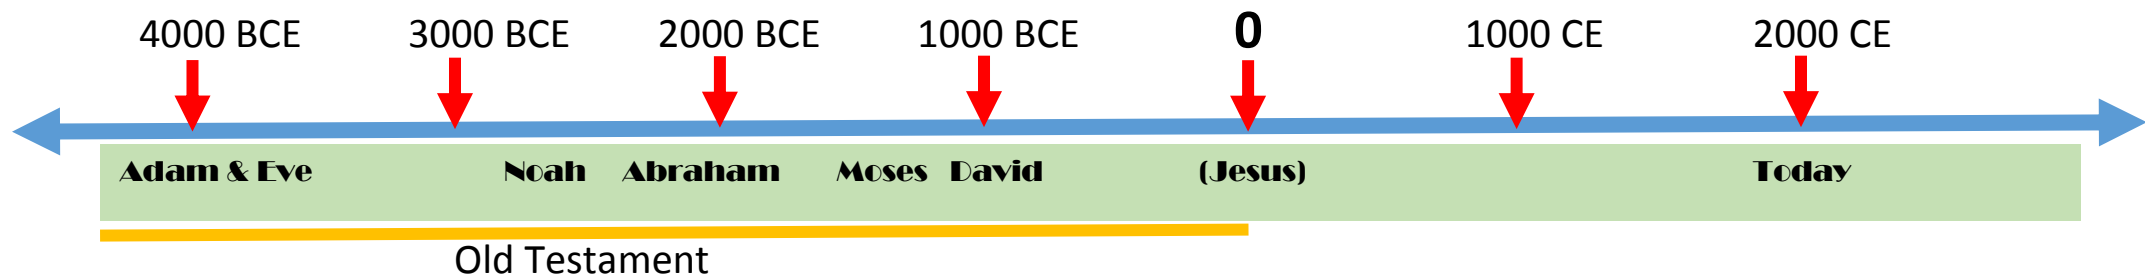 4000 BCE 3000 BCE 2000 BCE 1000 BCE 0 1000 CE 2000 CE
Adam & Eve Noah Abraham Moses David (Jesus) Today
Old Testament